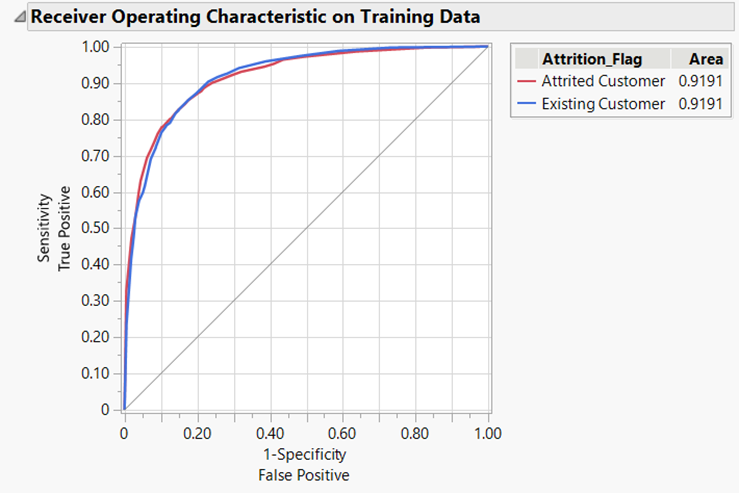 Receiver Operating Characteristic on Training Data
Attrition_Flag Area
Attrited Customer 0.9191
Existing Customer 0.9191
Sensitivity
True Positive
1.00
0.90
0.80
0.70
0.60
0.50
0.40
0.30
0.20
0.10
0
0 0.20 0.40 0.60 0.80 1.00
1-Specificity
False Positive